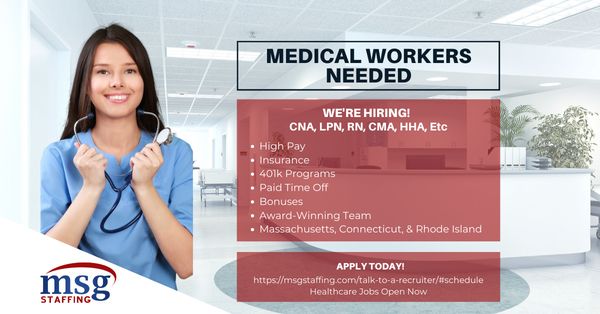 MEDICAL WORKERS
NEEDED
WE'RE HIRING!
CNA, LPN, RN, CMA, HHA, Etc
• High Pay
• Insurance
• 401k Programs
• Paid Time Off
• Bonuses
• Award-Winning Team
• Massachusetts, Connecticut, & Rhode Island
APPLY TODAY!
https://msgstaffing.com/talk-to-a-recruiter/#schedule
Healthcare Jobs Open Now
msg
STAFFING